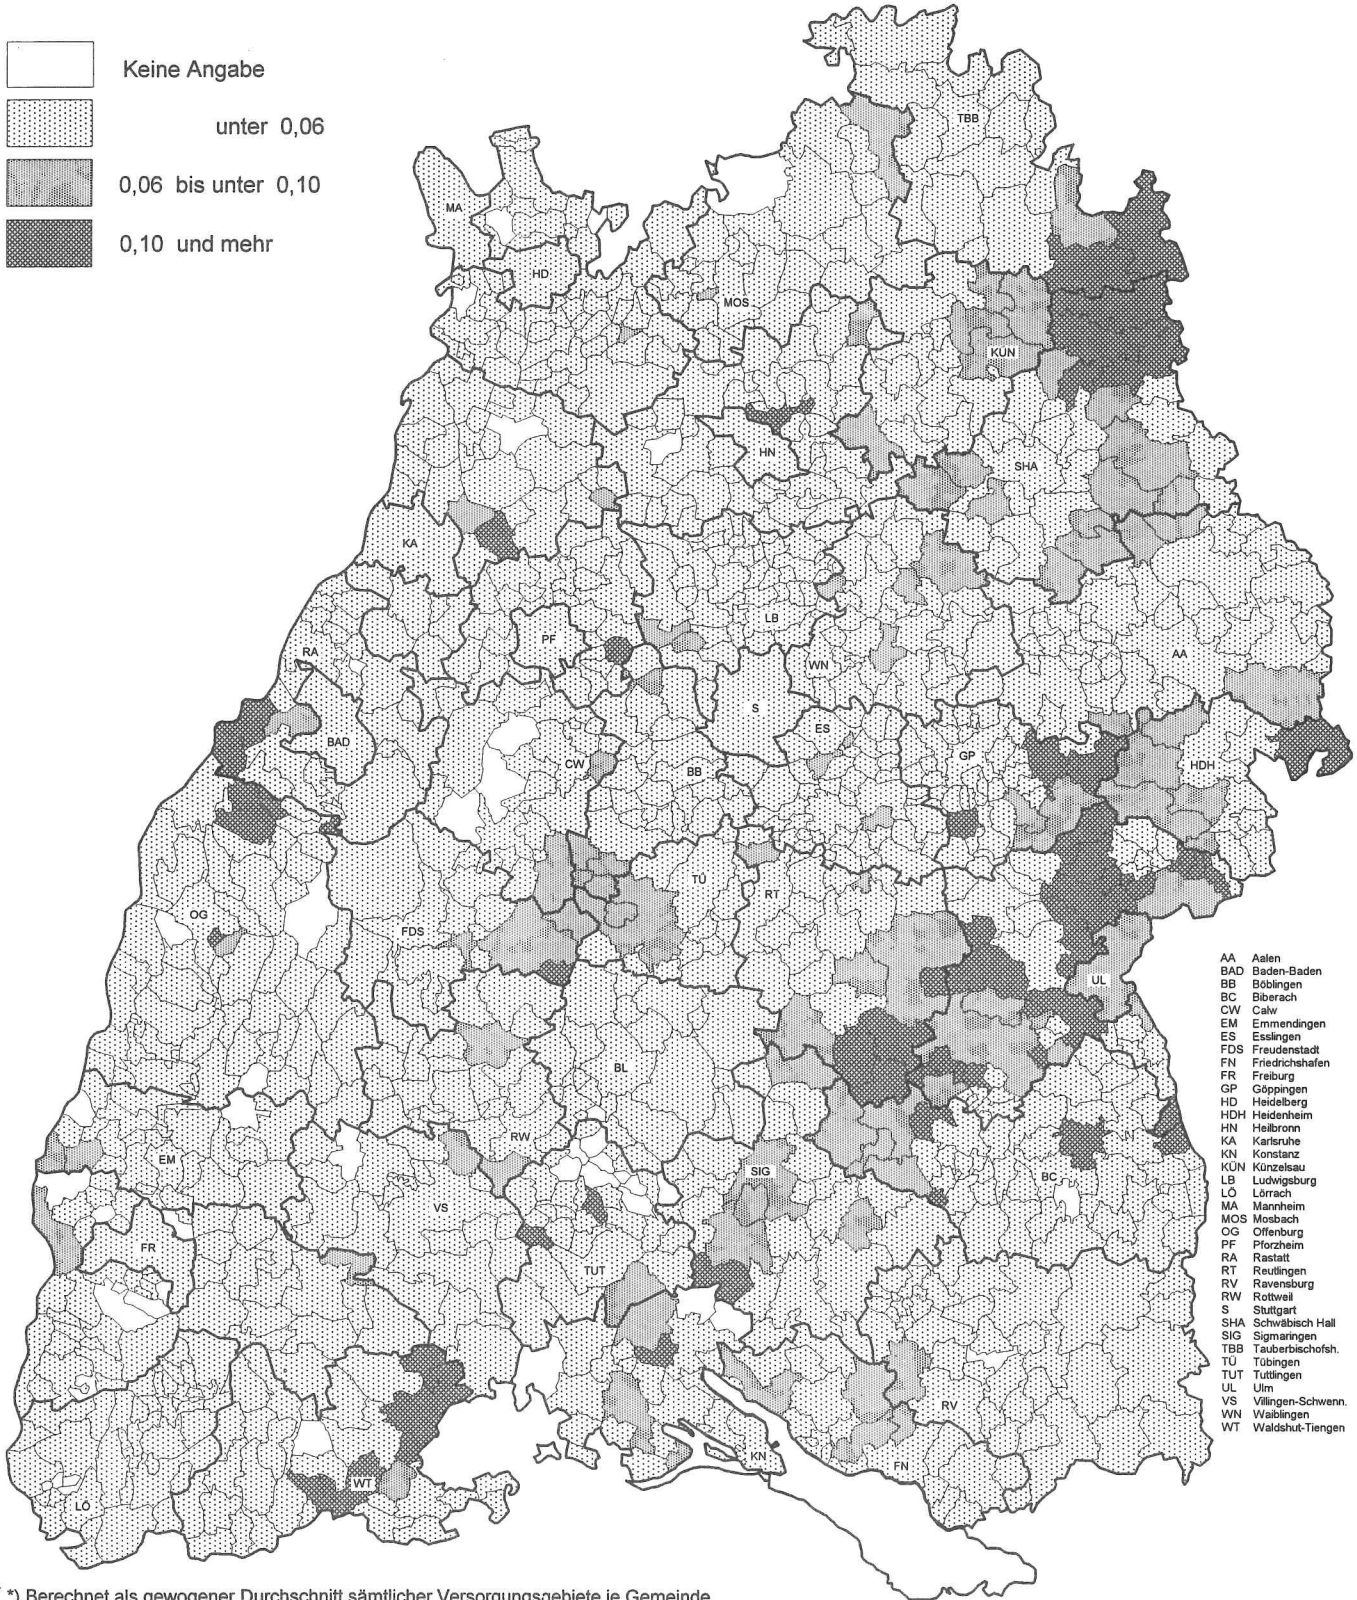 Keine Angabe
unter 0,06
0,06 bis unter 0,10
0,10 und mehr
TBB
MA
HD
MOS
KÜN
HN
SHA
KA
LB
PF
RA
WN
AA
S
ES
BAD
GP
CW
BB
HDH
TÜ
RT
OG
FDS
UL
BL
RW
EM
SIG
BC
VS
FR
TUT
RV
KN
FN
WT
LÖ
AA Aalen
BAD Baden-Baden
BB Böblingen
BC Biberach
CW Calw
EM Emmendingen
ES Esslingen
FDS Freudenstadt
FN Friedrichshafen
FR Freiburg
GP Göppingen
HD Heidelberg
HDH Heidenheim
HN Heilbronn
KA Karlsruhe
KN Konstanz
KÜN Künzelsau
LB Ludwigsburg
LÖ Lörrach
MA Mannheim
MOS Mosbach
OG Offenburg
PF Pforzheim
RA Rastatt
RT Reutlingen
RV Ravensburg
RW Rottweil
S Stuttgart
SHA Schwäbisch Hall
SIG Sigmaringen
TBB Tauberbischofsh.
TÜ Tübingen
TUT Tuttlingen
UL Ulm
VS Villingen-Schwenn.
WN Waiblingen
WT Waldshut-Tiengen
*) Berechnet als gewogener Durchschnitt sämtlicher Versorgungsgebiete je Gemeinde